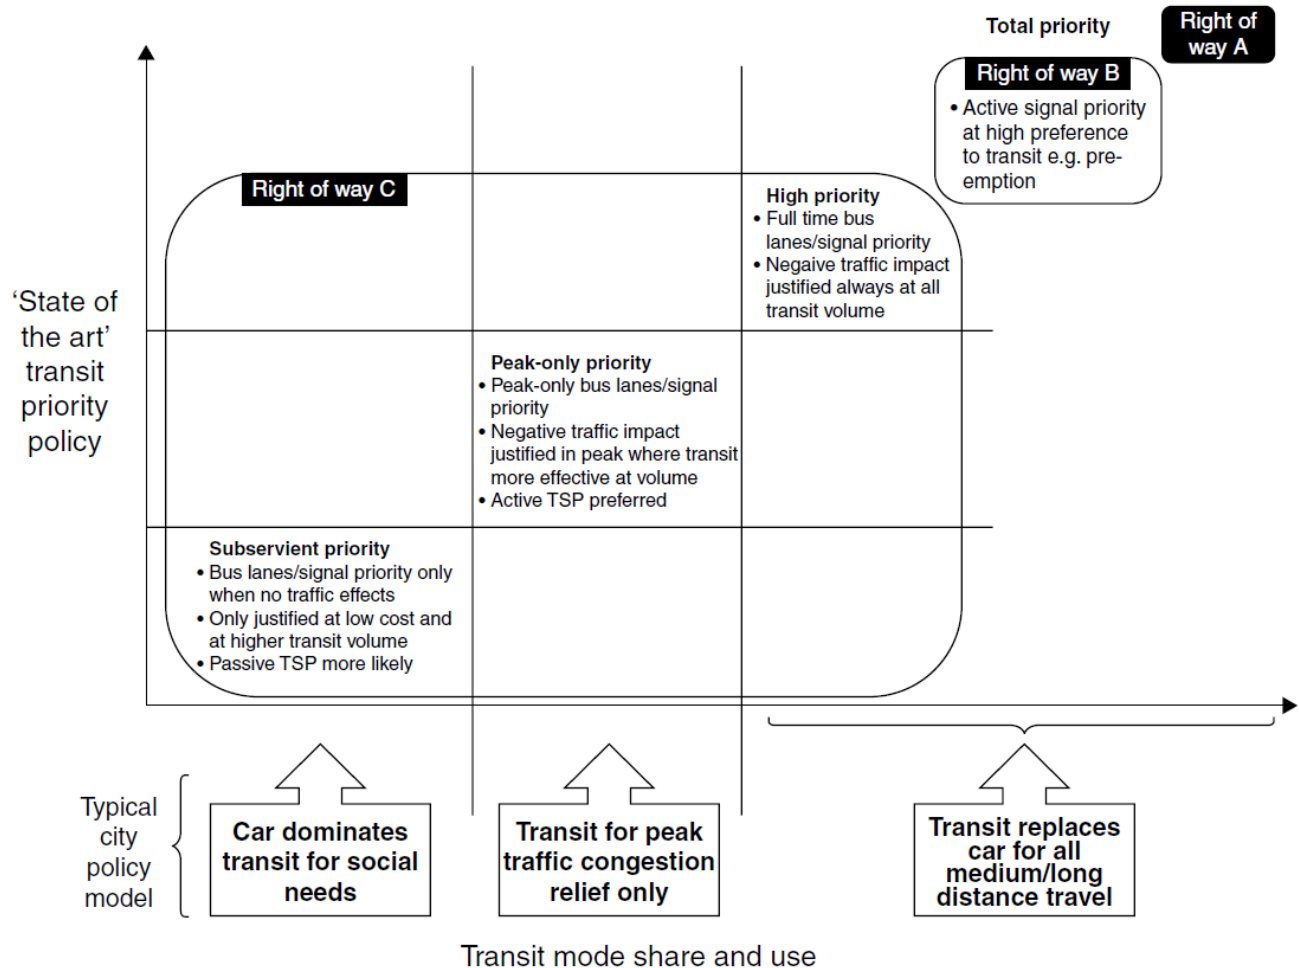 Total priority
Right of
way A
Right of way B
• Active signal priority
at high preference
to transit e.g. pre-
emption
Right of way C
High priority
• Full time bus
lanes/signal priority
• Negaive traffic impact
justified always at all
transit volume
'State of
the art'
transit
priority
policy
Peak-only priority
• Peak-only bus lanes/signal
priority
• Negative traffic impact
justified in peak where transit
more effective at volume
• Active TSP preferred
Subservient priority
• Bus lanes/signal priority only
when no traffic effects
• Only justified at low cost and
at higher transit volume
• Passive TSP more likely
Typical
city
policy
model
Car dominates
transit for social
needs
Transit for peak
traffic congestion
relief only
Transit replaces
car for all
medium/long
distance travel
Transit mode share and use